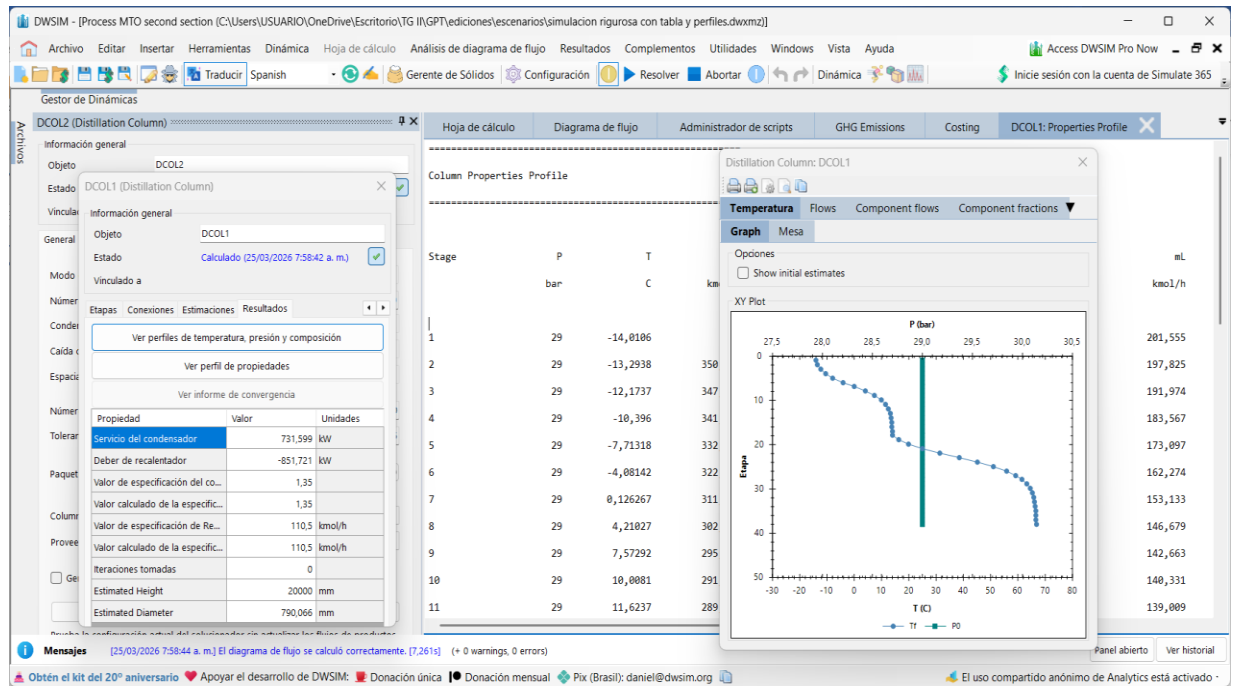 DWSIM - [Process MTO second section (C:\Users\USUARIO\OneDrive\Escritorio\TG II\GPT\ediciones\escenarios\simulacion rigurosa con tabla y perfiles.dwxmz)]
Archivo Editar Insertar Herramientas Dinámica Hoja de cálculo Análisis de diagrama de flujo Resultados Complementos Utilidades Windows Vista Ayuda Access DWSIM Pro Now
Traducir Spanish Gerente de Sólidos Configuración Resolver Abortar Dinámica Inicie sesión con la cuenta de Simulate 365
Gestor de Dinámicas
Archivos
DCOL2 (Distillation Column)
Información general
Objeto DCOL2
Estado
Vincula
General
Modo
Númer
Conder
Caída c
Espacia
Númer
Tolerar
Paquet
Column
Provee
Ge
DCOL1 (Distillation Column)
Información general
Objeto DCOL1
Estado Calculado (25/03/2026 7:58:42 a. m.)
Vinculado a
Etapas Conexiones Estimaciones Resultados
Ver perfiles de temperatura, presión y composición
Ver perfil de propiedades
Ver informe de convergencia
Propiedad Valor Unidades
Servicio del condensador 731,599 kW
Deber de recalentador -851,721 kW
Valor de especificación del co... 1,35
Valor calculado de la especific... 1,35
Valor de especificación de Re... 110,5 kmol/h
Valor calculado de la especific... 110,5 kmol/h
Iteraciones tomadas 0
Estimated Height 20000 mm
Estimated Diameter 790,066 mm
Hoja de cálculo Diagrama de flujo Administrador de scripts GHG Emissions Costing DCOL1: Properties Profile
Column Properties Profile
Stage P T mL
bar C km kmol/h
1 29 -14,0106 201,555
2 29 -13,2938 350 197,825
3 29 -12,1737 347 191,974
4 29 -10,396 341 183,567
5 29 -7,71318 332 173,097
6 29 -4,08142 322 162,274
7 29 0,126267 311 153,133
8 29 4,21027 302 146,679
9 29 7,57292 295 142,663
10 29 10,0081 291 140,331
11 29 11,6237 289 139,009
Distillation Column: DCOL1
Temperatura Flows Component flows Component fractions
Graph Mesa
Opciones
Show initial estimates
XY Plot
P (bar)
27,5 28,0 28,5 29,0 29,5 30,0 30,5
0
10
20
30
40
50
Etapa
-30 -20 -10 0 10 20 30 40 50 60 70 80
T (C)
Tf P0
Mensajes [25/03/2026 7:58:44 a. m.] El diagrama de flujo se calculó correctamente. [7,261s] (+ 0 warnings, 0 errors) Panel abierto Ver historial
Obtén el kit del 20º aniversario Apoyar el desarrollo de DWSIM: Donación única Donación mensual Pix (Brasil): daniel@dwsim.org El uso compartido anónimo de Analytics está activado